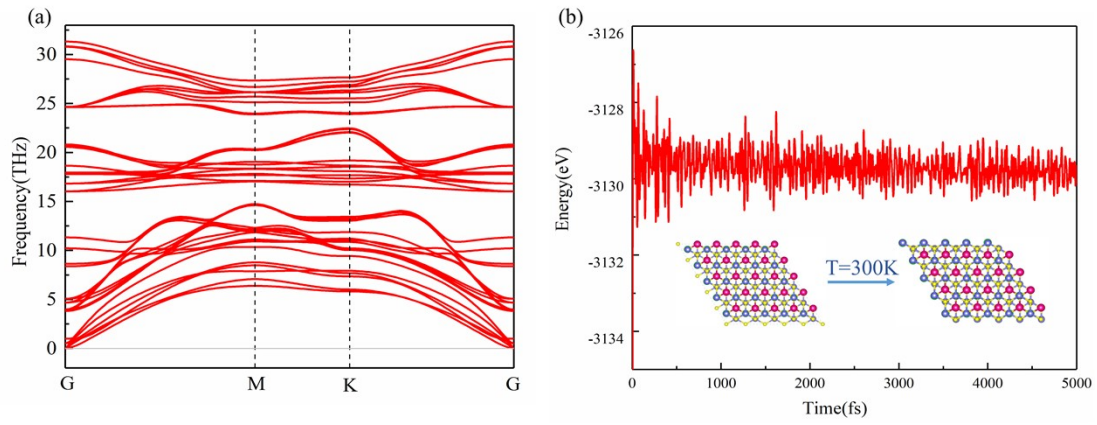 (a)
Frequency(THz)
30
25
20
15
10
5
0
G M K G
(b)
Energy(eV)
-3126
-3128
-3130
-3132
-3134
T=300K
0 1000 2000 3000 4000 5000
Time(fs)